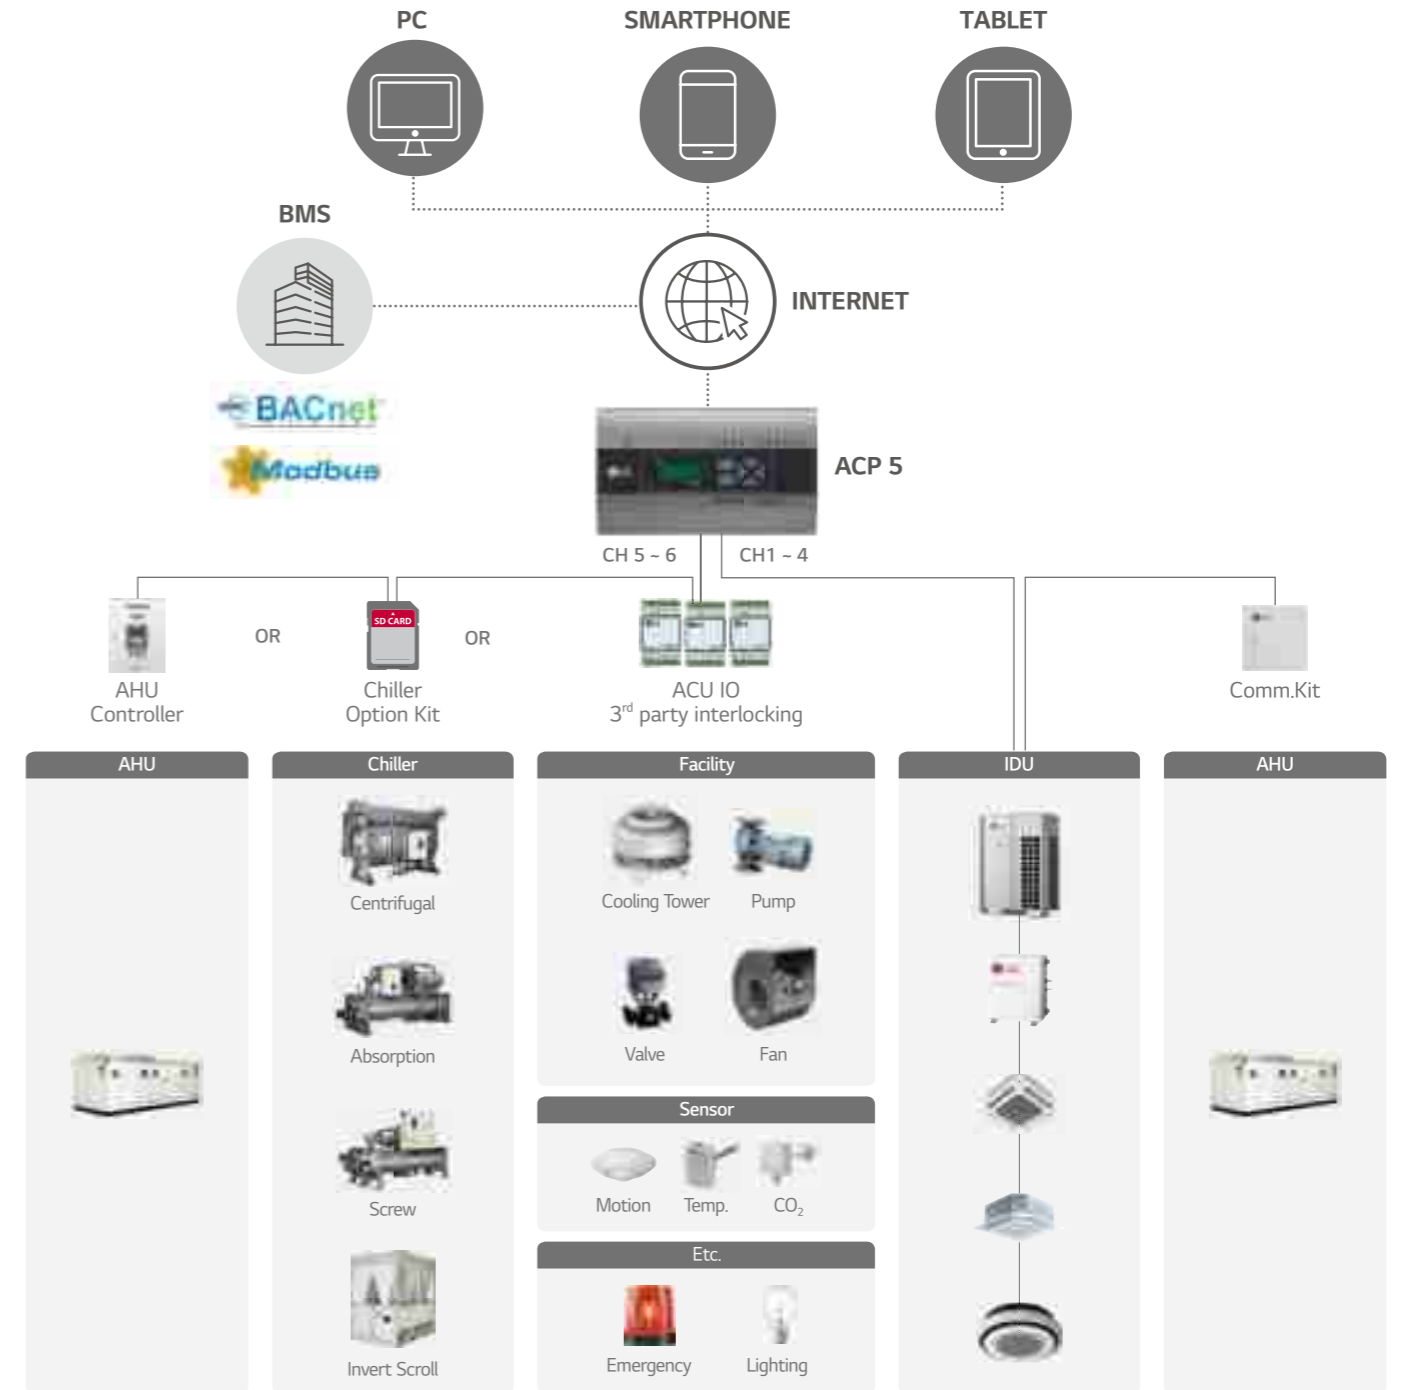 PC
SMARTPHONE
TABLET
BMS
INTERNET
BACnet
Modbus
ACP 5
CH 5 ~ 6
CH1 ~ 4
SD CARD
OR
OR
AHU
Controller
Chiller
Option Kit
ACU IO
3rd party interlocking
Comm.Kit
AHU
Chiller
Facility
IDU
AHU
Centrifugal
Cooling Tower
Pump
Absorption
Valve
Fan
Sensor
Screw
Motion
Temp.
CO₂
Etc.
Invert Scroll
Emergency
Lighting